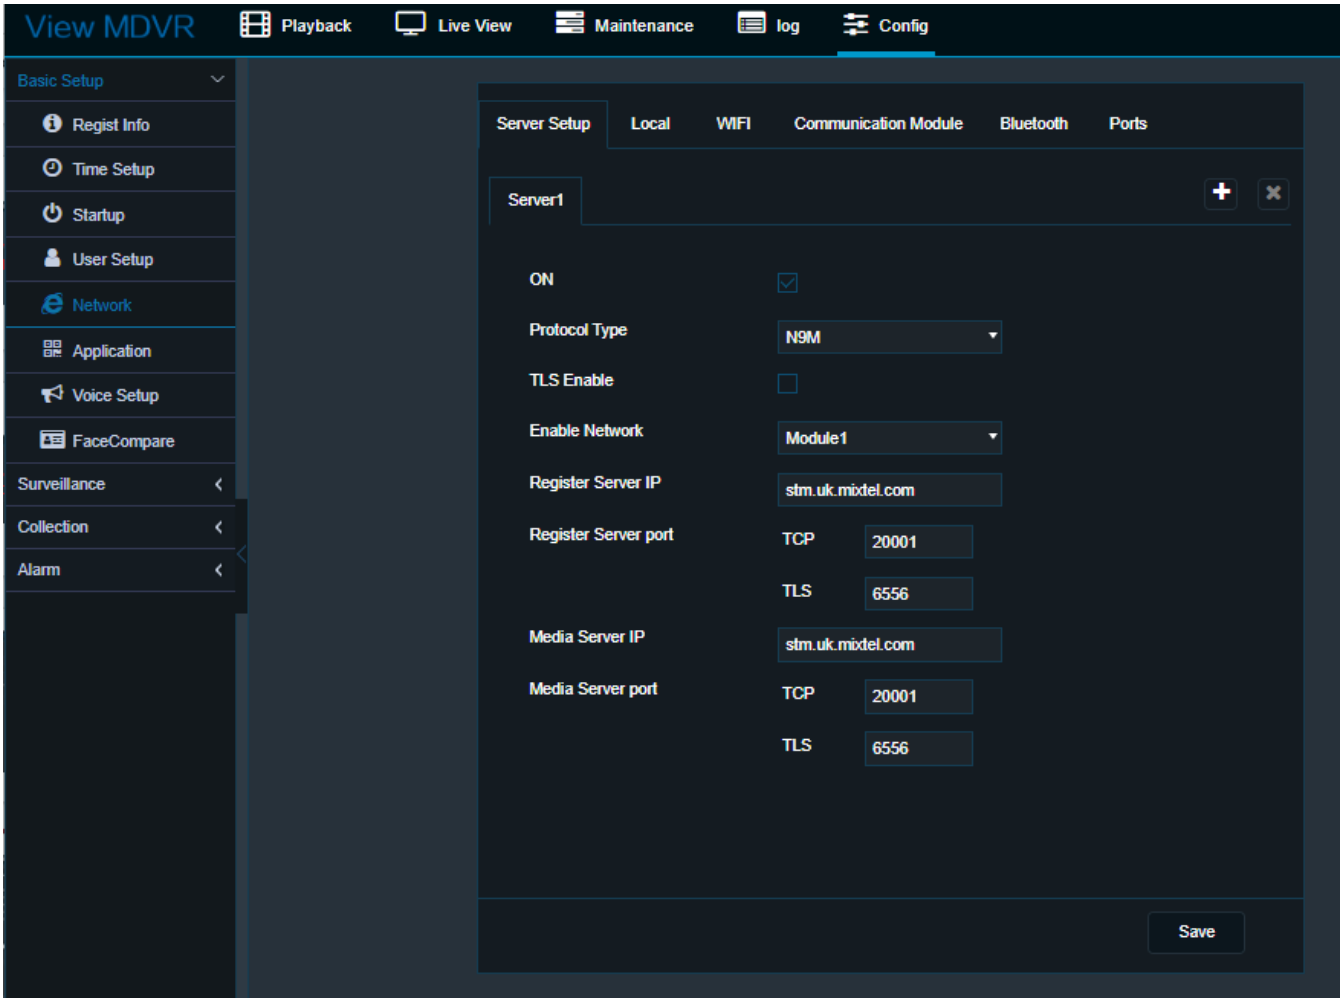 View MDVR
Playback
Live View
Maintenance
log
Config
Basic Setup
Regist Info
Time Setup
Startup
User Setup
Network
Application
Voice Setup
FaceCompare
Surveillance
Collection
Alarm
Server Setup
Local
WIFI
Communication Module
Bluetooth
Ports
Server1
ON
Protocol Type
N9M
TLS Enable
Enable Network
Module1
Register Server IP
stm.uk.mixtel.com
Register Server port
TCP
20001
TLS
6556
Media Server IP
stm.uk.mixtel.com
Media Server port
TCP
20001
TLS
6556
Save